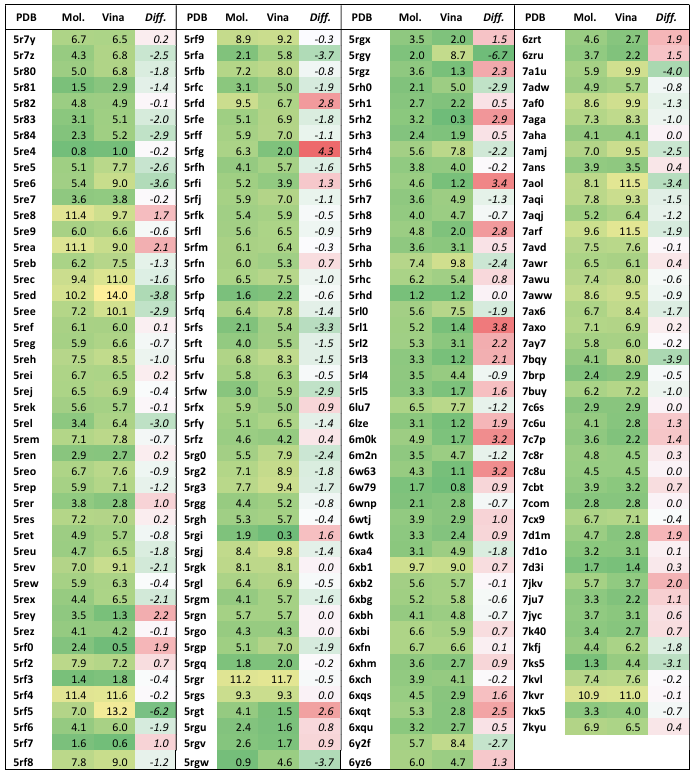 PDB Mol. Vina Diff. PDB Mol. Vina Diff. PDB Mol. Vina Diff. PDB Mol. Vina Diff.
5r7y 6.7 6.5 0.2 5rf9 8.9 9.2 -0.3 5rgx 3.5 2.0 1.5 6zrt 4.6 2.7 1.9
5r7z 4.3 6.8 -2.5 5rfa 2.1 5.8 -3.7 5rgy 2.0 8.7 -6.7 6zru 3.7 2.2 1.5
5r80 5.0 6.8 -1.8 5rfb 7.2 8.0 -0.8 5rgz 3.6 1.3 2.3 7a1u 5.9 9.9 -4.0
5r81 1.5 2.9 -1.4 5rfc 3.1 5.0 -1.9 5rh0 2.1 5.0 -2.9 7adw 4.9 5.7 -0.8
5r82 4.8 4.9 -0.1 5rfd 9.5 6.7 2.8 5rh1 2.7 2.2 0.5 7af0 8.6 9.9 -1.3
5r83 3.1 5.1 -2.0 5rfe 5.1 6.9 -1.8 5rh2 3.2 0.3 2.9 7aga 7.3 8.3 -1.0
5r84 2.3 5.2 -2.9 5rff 5.9 7.0 -1.1 5rh3 2.4 1.9 0.5 7aha 4.1 4.1 0.0
5re4 0.8 1.0 -0.2 5rfg 6.3 2.0 4.3 5rh4 5.6 7.8 -2.2 7amj 7.0 9.5 -2.5
5re5 5.1 7.7 -2.6 5rfh 4.1 5.7 -1.6 5rh5 3.8 4.0 -0.2 7ans 3.9 3.5 0.4
5re6 5.4 9.0 -3.6 5rfi 5.2 3.9 1.3 5rh6 4.6 1.2 3.4 7aol 8.1 11.5 -3.4
5re7 3.6 3.8 -0.2 5rfj 5.9 7.0 -1.1 5rh7 3.6 4.9 -1.3 7aqi 7.8 9.3 -1.5
5re8 11.4 9.7 1.7 5rfk 5.4 5.9 -0.5 5rh8 4.0 4.7 -0.7 7aqj 5.2 6.4 -1.2
5re9 6.0 6.6 -0.6 5rfl 5.6 6.5 -0.9 5rh9 4.8 2.0 2.8 7arf 9.6 11.5 -1.9
5rea 11.1 9.0 2.1 5rfm 6.1 6.4 -0.3 5rha 3.6 3.1 0.5 7avd 7.5 7.6 -0.1
5reb 6.2 7.5 -1.3 5rfn 6.0 5.3 0.7 5rhb 7.4 9.8 -2.4 7awr 6.5 6.1 0.4
5rec 9.4 11.0 -1.6 5rfo 6.5 7.5 -1.0 5rhc 6.2 5.4 0.8 7awu 7.4 8.0 -0.6
5red 10.2 14.0 -3.8 5rfp 1.6 2.2 -0.6 5rhd 1.2 1.2 0.0 7aww 8.6 9.5 -0.9
5ree 7.2 10.1 -2.9 5rfq 6.4 7.8 -1.4 5rl0 5.6 7.5 -1.9 7ax6 6.7 8.4 -1.7
5ref 6.1 6.0 0.1 5rfs 2.1 5.4 -3.3 5rl1 5.2 1.4 3.8 7axo 7.1 6.9 0.2
5reg 5.9 6.6 -0.7 5rft 4.0 5.5 -1.5 5rl2 5.3 3.1 2.2 7ay7 5.8 6.0 -0.2
5reh 7.5 8.5 -1.0 5rfu 6.8 8.3 -1.5 5rl3 3.3 1.2 2.1 7bqy 4.1 8.0 -3.9
5rei 6.7 6.5 0.2 5rfv 5.8 6.3 -0.5 5rl4 3.5 4.4 -0.9 7brp 2.4 2.9 -0.5
5rej 6.5 6.9 -0.4 5rfw 3.0 5.9 -2.9 5rl5 3.3 1.7 1.6 7buy 6.2 7.2 -1.0
5rek 5.6 5.7 -0.1 5rfx 5.9 5.0 0.9 6lu7 6.5 7.7 -1.2 7c6s 2.9 2.9 0.0
5rel 3.4 6.4 -3.0 5rfy 5.1 6.5 -1.4 6lze 3.1 1.2 1.9 7c6u 4.1 2.8 1.3
5rem 7.1 7.8 -0.7 5rfz 4.6 4.2 0.4 6m0k 4.9 1.7 3.2 7c7p 3.6 2.2 1.4
5ren 2.9 2.7 0.2 5rg0 5.5 7.9 -2.4 6m2n 3.5 4.7 -1.2 7c8r 4.8 4.5 0.3
5reo 6.7 7.6 -0.9 5rg2 7.1 8.9 -1.8 6w63 4.3 1.1 3.2 7c8u 4.5 4.5 0.0
5rep 5.9 7.1 -1.2 5rg3 7.7 9.4 -1.7 6w79 1.7 0.8 0.9 7cbt 3.9 3.2 0.7
5rer 3.8 2.8 1.0 5rgg 4.4 5.2 -0.8 6wnp 2.1 2.8 -0.7 7com 2.8 2.8 0.0
5res 7.2 7.0 0.2 5rgh 5.3 5.7 -0.4 6wtj 3.9 2.9 1.0 7cx9 6.7 7.1 -0.4
5ret 4.9 5.7 -0.8 5rgi 1.9 0.3 1.6 6wtk 3.3 2.4 0.9 7d1m 4.7 2.8 1.9
5reu 4.7 6.5 -1.8 5rgj 8.4 9.8 -1.4 6xa4 3.1 4.9 -1.8 7d1o 3.2 3.1 0.1
5rev 7.0 9.1 -2.1 5rgk 8.1 8.1 0.0 6xb1 9.7 9.0 0.7 7d3i 1.7 1.4 0.3
5rew 5.9 6.3 -0.4 5rgl 6.4 6.9 -0.5 6xb2 5.6 5.7 -0.1 7jkv 5.7 3.7 2.0
5rex 4.4 6.5 -2.1 5rgm 4.1 5.7 -1.6 6xbg 5.2 5.8 -0.6 7ju7 3.3 2.2 1.1
5rey 3.5 1.3 2.2 5rgn 5.7 5.7 0.0 6xbh 4.1 4.8 -0.7 7jyc 3.7 3.1 0.6
5rez 4.1 4.2 -0.1 5rgo 4.3 4.3 0.0 6xbi 6.6 5.9 0.7 7k40 3.4 2.7 0.7
5rf0 2.4 0.5 1.9 5rgp 5.1 7.0 -1.9 6xfn 6.7 6.6 0.1 7kfj 4.4 6.2 -1.8
5rf2 7.9 7.2 0.7 5rgq 1.8 2.0 -0.2 6xhm 3.6 2.7 0.9 7ks5 1.3 4.4 -3.1
5rf3 1.4 1.8 -0.4 5rgr 11.2 11.7 -0.5 6xch 3.9 4.1 -0.2 7kvl 7.4 7.6 -0.2
5rf4 11.4 11.6 -0.2 5rgs 9.3 9.3 0.0 6xqs 4.5 2.9 1.6 7kvr 10.9 11.0 -0.1
5rf5 7.0 13.2 -6.2 5rgt 4.1 1.5 2.6 6xqt 5.3 2.8 2.5 7kx5 3.3 4.0 -0.7
5rf6 4.1 6.0 -1.9 5rgu 2.4 1.6 0.8 6xqu 3.2 2.7 0.5 7kyu 6.9 6.5 0.4
5rf7 1.6 0.6 1.0 5rgv 2.6 1.7 0.9 6y2f 5.7 8.4 -2.7
5rf8 7.8 9.0 -1.2 5rgw 0.9 4.6 -3.7 6yz6 6.0 4.7 1.3